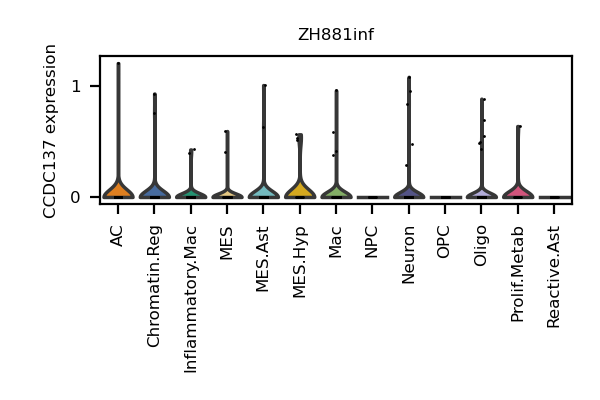 ZH881inf
CCDC137 expression
1
0
AC
Chromatin.Reg
Inflammatory.Mac
MES
MES.Ast
MES.Hyp
Mac
NPC
Neuron
OPC
Oligo
Prolif.Metab
Reactive.Ast